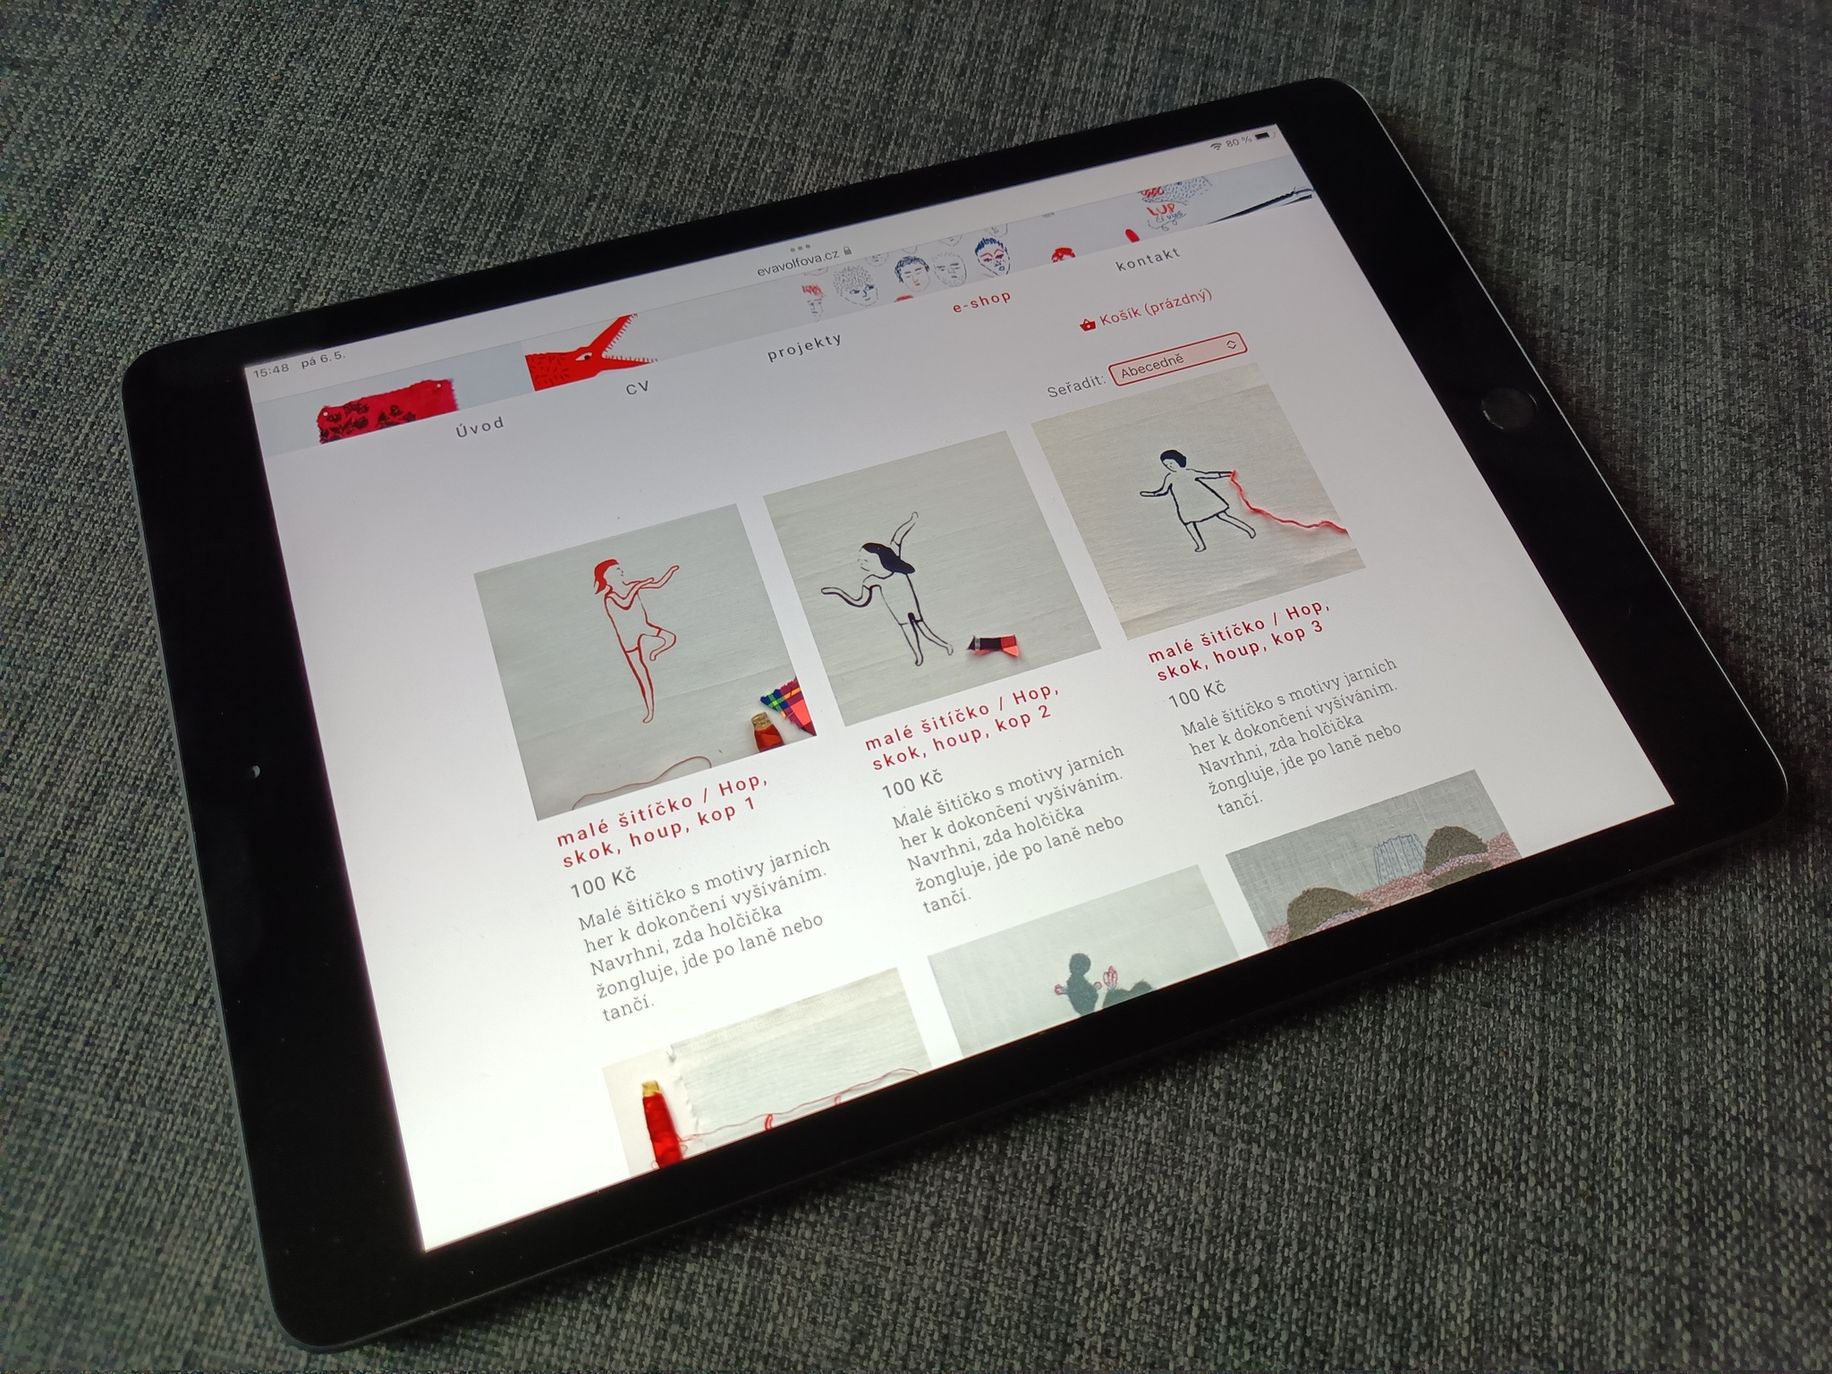 15:48 pá 6. 5.
80 %
evavolfova.cz
LUP
Úvod
CV
projekty
e-shop
kontakt
Košík (prázdný)
Seřadit: Abecedně
malé šitíčko / Hop,
skok, houp, kop 1
100 Kč
Malé šitíčko s motivy jarních
her k dokončení vyšíváním.
Navrhni, zda holčička
žongluje, jde po laně nebo
tančí.
malé šitíčko / Hop,
skok, houp, kop 2
100 Kč
Malé šitíčko s motivy jarních
her k dokončení vyšíváním.
Navrhni, zda holčička
žongluje, jde po laně nebo
tančí.
malé šitíčko / Hop,
skok, houp, kop 3
100 Kč
Malé šitíčko s motivy jarních
her k dokončení vyšíváním.
Navrhni, zda holčička
žongluje, jde po laně nebo
tančí.